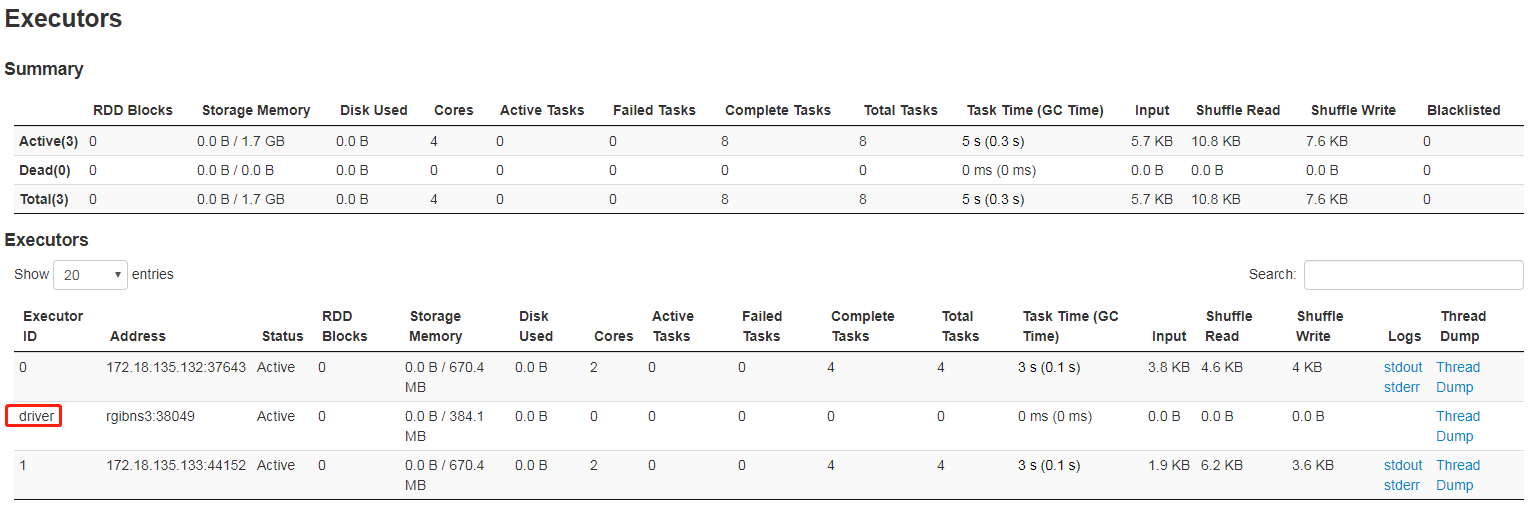 Executors
Summary
RDD Blocks Storage Memory Disk Used Cores Active Tasks Failed Tasks Complete Tasks Total Tasks Task Time (GC Time) Input Shuffle Read Shuffle Write Blacklisted
Active(3) 0 0.0 B / 1.7 GB 0.0 B 4 0 0 8 8 5 s (0.3 s) 5.7 KB 10.8 KB 7.6 KB 0
Dead(0) 0 0.0 B / 0.0 B 0.0 B 0 0 0 0 0 0 ms (0 ms) 0.0 B 0.0 B 0.0 B 0
Total(3) 0 0.0 B / 1.7 GB 0.0 B 4 0 0 8 8 5 s (0.3 s) 5.7 KB 10.8 KB 7.6 KB 0
Executors
Show 20 entries Search:
Executor RDD Storage Disk Active Failed Complete Total Task Time (GC Shuffle Shuffle Thread
ID Address Status Blocks Memory Used Cores Tasks Tasks Tasks Tasks Time) Input Read Write Logs Dump
0 172.18.135.132:37643 Active 0 0.0 B / 670.4 0.0 B 2 0 0 4 4 3 s (0.1 s) 3.8 KB 4.6 KB 4 KB stdout Thread
MB stderr Dump
driver rgibns3:38049 Active 0 0.0 B / 384.1 0.0 B 0 0 0 0 0 0 ms (0 ms) 0.0 B 0.0 B 0.0 B Thread
MB Dump
1 172.18.135.133:44152 Active 0 0.0 B / 670.4 0.0 B 2 0 0 4 4 3 s (0.1 s) 1.9 KB 6.2 KB 3.6 KB stdout Thread
MB stderr Dump